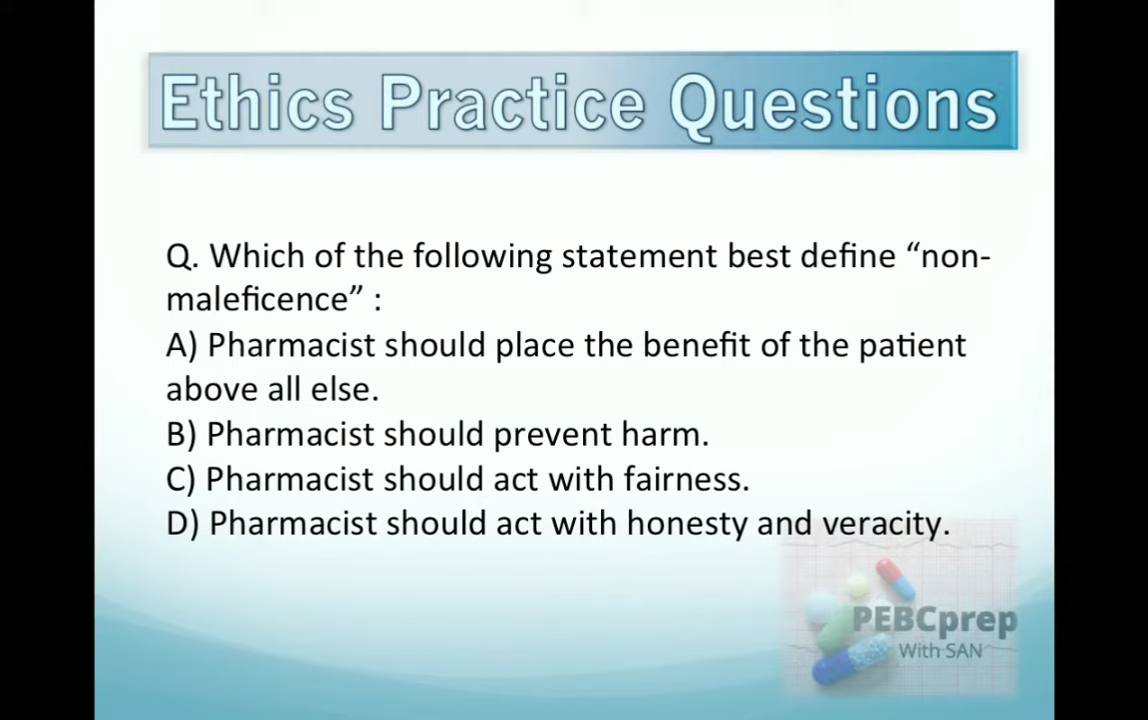 Ethics Practice Questions
Q. Which of the following statement best define “non-
maleficence” :
A) Pharmacist should place the benefit of the patient
above all else.
B) Pharmacist should prevent harm.
C) Pharmacist should act with fairness.
D) Pharmacist should act with honesty and veracity.
PEBCprep
With SAN